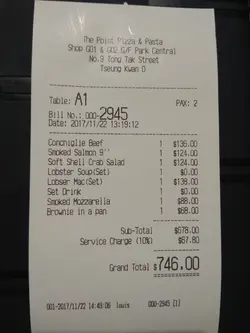 The Point Pizza & Pasta
Shop G01 & G02 G/F Park Central
No.9 Tong Tak Street
Tseung Kwan O
Table: A1 PAX: 2
Bill No.: 000-2945
Date: 2017/11/22 13:19:12
Conchiglie Beef 1 $136.00
Smoked Salmon 9'' 1 $124.00
Soft Shell Crab Salad 1 $124.00
Lobster Soup(Set) 1 $0.00
Lobser Mac(Set) 1 $138.00
Set Drink 1 $0.00
Smoked Mozzarella 1 $88.00
Brownie in a pan 1 $68.00
Sub-Total $678.00
Service Charge (10%) $67.80
Grand Total $746.00
001-2017/11/22 14:49:08 louis 000-2945 [1]